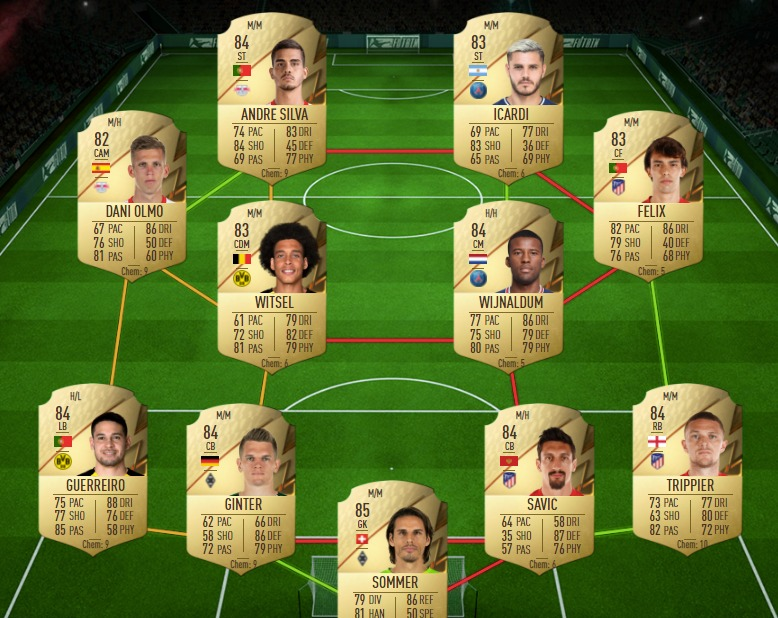 M/M
84
ST
ANDRE SILVA
74 PAC 83 DRI
84 SHO 45 DEF
69 PAS 77 PHY
Chem: 9
M/M
83
ST
ICARDI
69 PAC 77 DRI
83 SHO 36 DEF
65 PAS 69 PHY
Chem: 6
M/H
82
CAM
DANI OLMO
67 PAC 86 DRI
76 SHO 50 DEF
81 PAS 60 PHY
Chem: 9
M/M
83
CF
FELIX
82 PAC 86 DRI
79 SHO 40 DEF
76 PAS 68 PHY
Chem: 5
M/M
83
CDM
WITSEL
61 PAC 79 DRI
72 SHO 82 DEF
81 PAS 79 PHY
Chem: 6
H/H
84
CM
WIJNALDUM
77 PAC 86 DRI
75 SHO 79 DEF
80 PAS 79 PHY
Chem: 5
H/L
84
LB
GUERREIRO
75 PAC 88 DRI
77 SHO 76 DEF
85 PAS 58 PHY
Chem: 9
M/M
84
CB
GINTER
62 PAC 66 DRI
58 SHO 86 DEF
72 PAS 79 PHY
Chem: 9
M/H
84
CB
SAVIC
64 PAC 58 DRI
35 SHO 87 DEF
57 PAS 76 PHY
Chem: 6
M/M
84
RB
TRIPPIER
73 PAC 77 DRI
63 SHO 80 DEF
82 PAS 72 PHY
Chem: 10
M/M
85
GK
SOMMER
79 DIV 86 REF
81 HAN 50 SPE